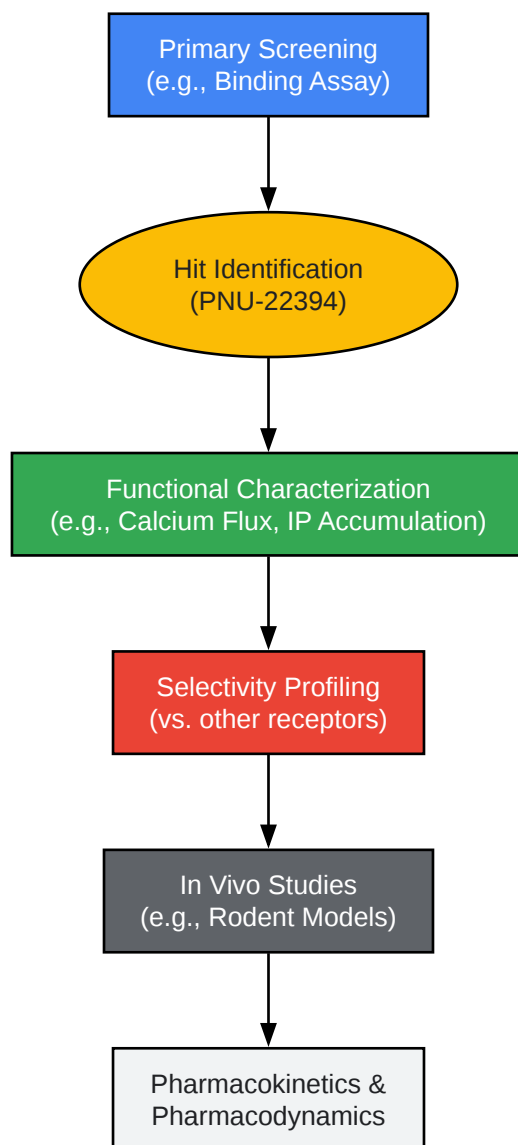 Primary Screening
(e.g., Binding Assay)
Hit Identification
(PNU-22394)
Functional Characterization
(e.g., Calcium Flux, IP Accumulation)
Selectivity Profiling
(vs. other receptors)
In Vivo Studies
(e.g., Rodent Models)
Pharmacokinetics &
Pharmacodynamics